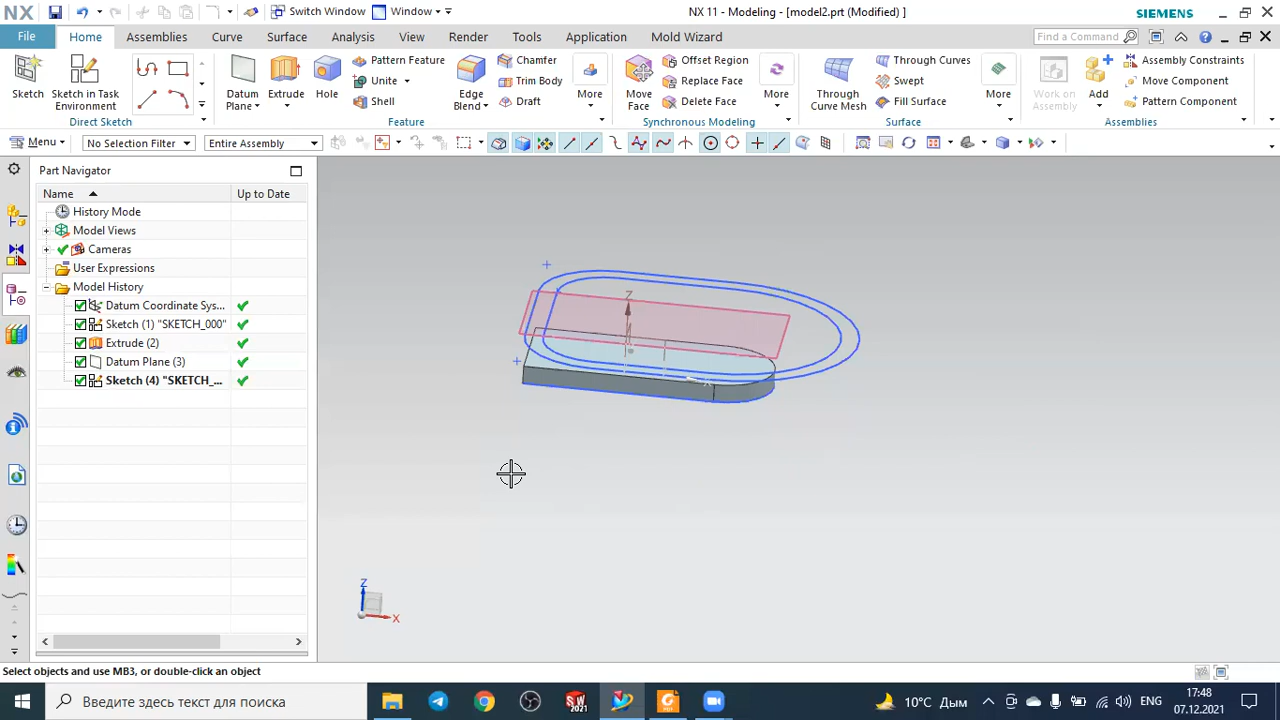 NX
Switch Window
Window
NX 11 - Modeling - [model2.prt (Modified) ]
SIEMENS
File
Home
Assemblies
Curve
Surface
Analysis
View
Render
Tools
Application
Mold Wizard
Find a Command
Sketch
Sketch in Task
Environment
Direct Sketch
Datum
Plane
Extrude
Hole
Pattern Feature
Unite
Shell
Edge
Blend
Chamfer
Trim Body
Draft
More
Feature
Move
Face
Offset Region
Replace Face
Delete Face
More
Synchronous Modeling
Through
Curve Mesh
Through Curves
Swept
Fill Surface
More
Surface
Work on
Assembly
Add
Assembly Constraints
Move Component
Pattern Component
Assemblies
Menu
No Selection Filter
Entire Assembly
Part Navigator
Name
Up to Date
History Mode
Model Views
Cameras
User Expressions
Model History
Datum Coordinate Sys...
Sketch (1) "SKETCH_000"
Extrude (2)
Datum Plane (3)
Sketch (4) "SKETCH_...
Z
X
Z
X
Select objects and use MB3, or double-click an object
Введите здесь текст для поиска
SW
2021
10°C Дым
ENG
17:48
07.12.2021